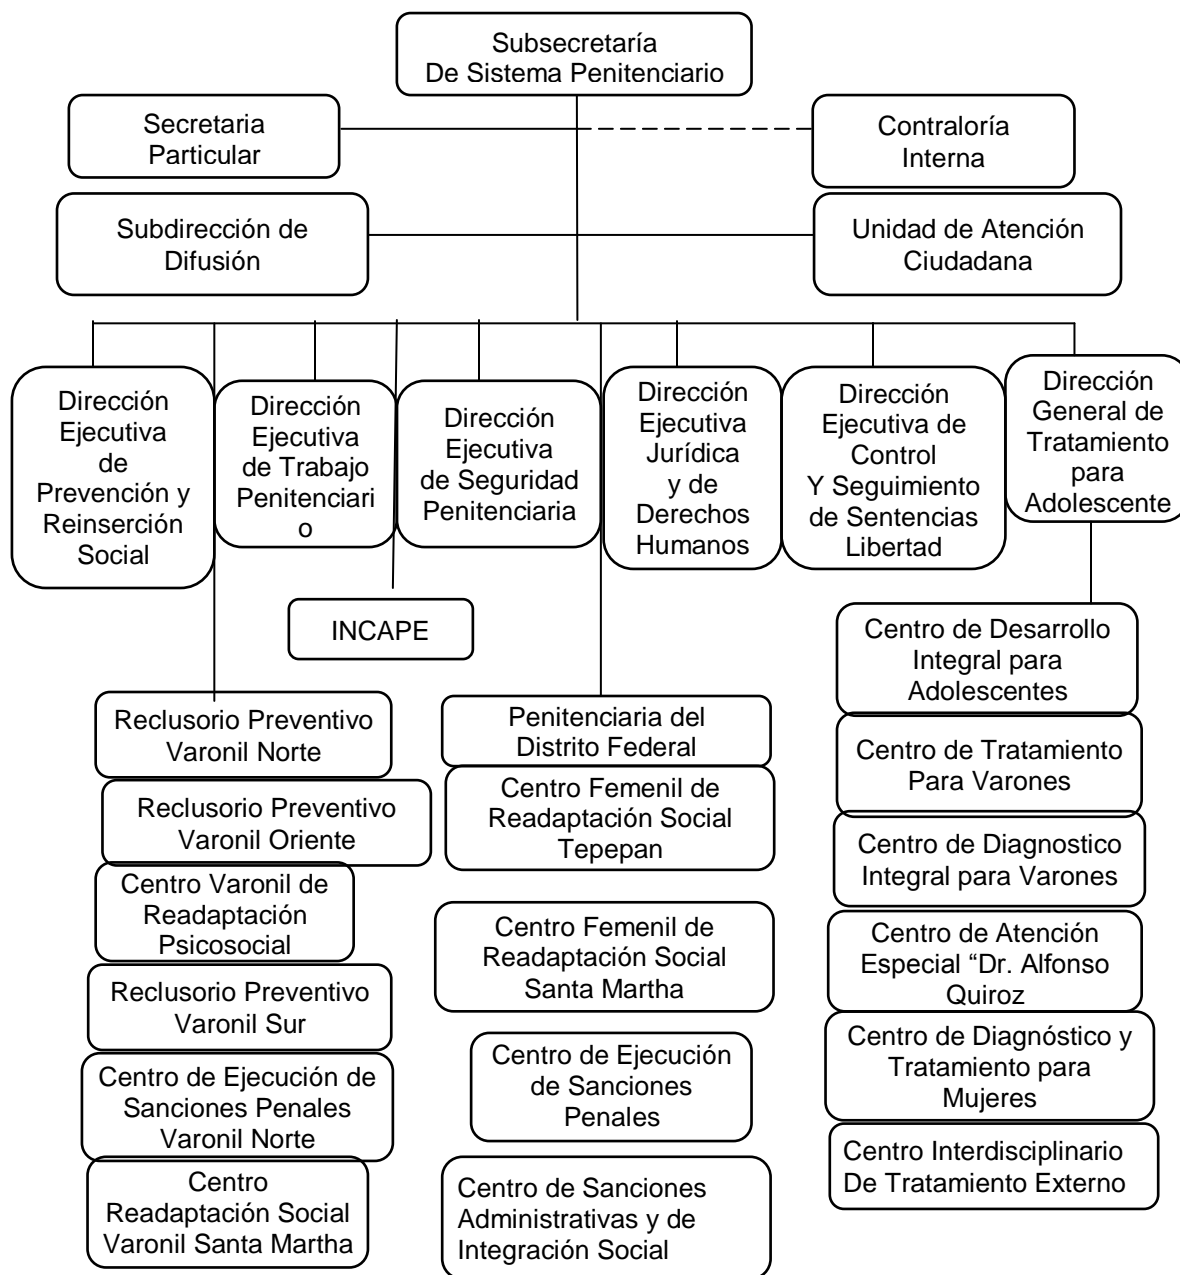 Subsecretaría
De Sistema Penitenciario
Secretaria
Particular
Contraloría
Interna
Subdirección de
Difusión
Unidad de Atención
Ciudadana
Dirección
Ejecutiva
de
Prevención y
Reinserción
Social
Dirección
Ejecutiva
de Trabajo
Penitenciari
o
Dirección
Ejecutiva
de Seguridad
Penitenciaria
Dirección
Ejecutiva
Jurídica
y de
Derechos
Humanos
Dirección
Ejecutiva de
Control
Y Seguimiento
de Sentencias
Libertad
Dirección
General de
Tratamiento
para
Adolescente
INCAPE
Reclusorio Preventivo
Varonil Norte
Reclusorio Preventivo
Varonil Oriente
Centro Varonil de
Readaptación
Psicosocial
Reclusorio Preventivo
Varonil Sur
Centro de Ejecución de
Sanciones Penales
Varonil Norte
Centro
Readaptación Social
Varonil Santa Martha
Penitenciaria del
Distrito Federal
Centro Femenil de
Readaptación Social
Tepepan
Centro Femenil de
Readaptación Social
Santa Martha
Centro de Ejecución
de Sanciones
Penales
Centro de Sanciones
Administrativas y de
Integración Social
Centro de Desarrollo
Integral para
Adolescentes
Centro de Tratamiento
Para Varones
Centro de Diagnostico
Integral para Varones
Centro de Atención
Especial “Dr. Alfonso
Quiroz
Centro de Diagnóstico y
Tratamiento para
Mujeres
Centro Interdisciplinario
De Tratamiento Externo